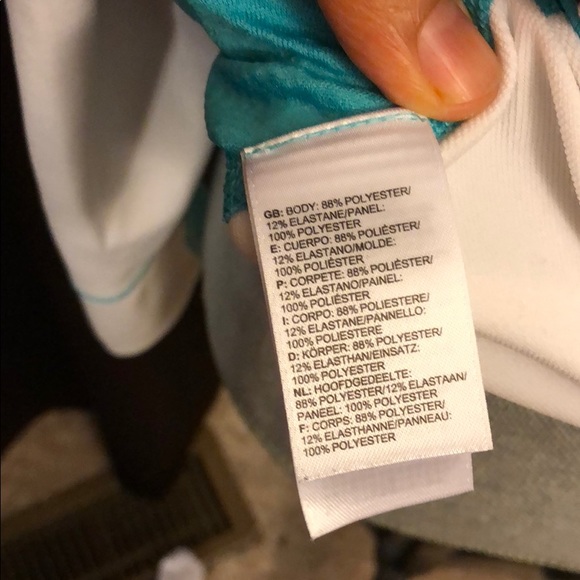 GB: BODY: 88% POLYESTER/
12% ELASTANE/PANEL:
100% POLYESTER
E: CUERPO: 88% POLIÉSTER/
12% ELASTANO/MOLDE:
100% POLIÉSTER
P: CORPETE: 88% POLIÉSTER/
12% ELASTANO/PAINEL:
100% POLIÉSTER
I: CORPO: 88% POLIESTERE/
12% ELASTANE/PANNELLO:
100% POLIESTERE
D: KÖRPER: 88% POLYESTER/
12% ELASTHAN/EINSATZ:
100% POLYESTER
NL: HOOFDGEDEELTE:
88% POLYESTER/12% ELASTAAN/
PANEEL: 100% POLYESTER
F: CORPS: 88% POLYESTER/
12% ELASTHANNE/PANNEAU:
100% POLYESTER